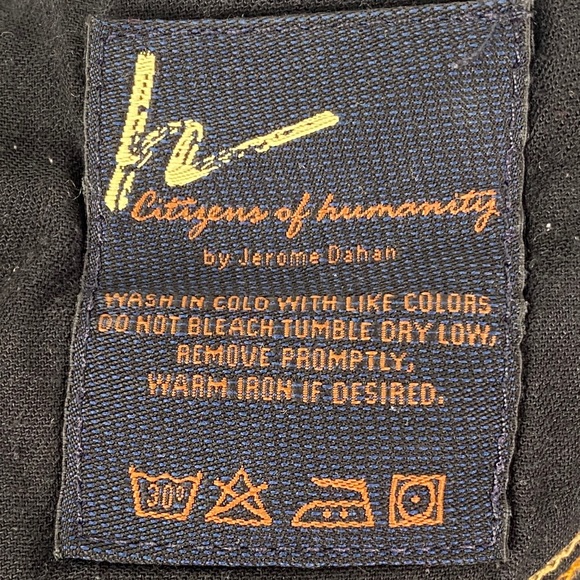 h
Citizens of humanity
by Jerome Dahan
WASH IN COLD WITH LIKE COLORS
DO NOT BLEACH TUMBLE DRY LOW,
REMOVE PROMPTLY,
WARM IRON IF DESIRED.
30°